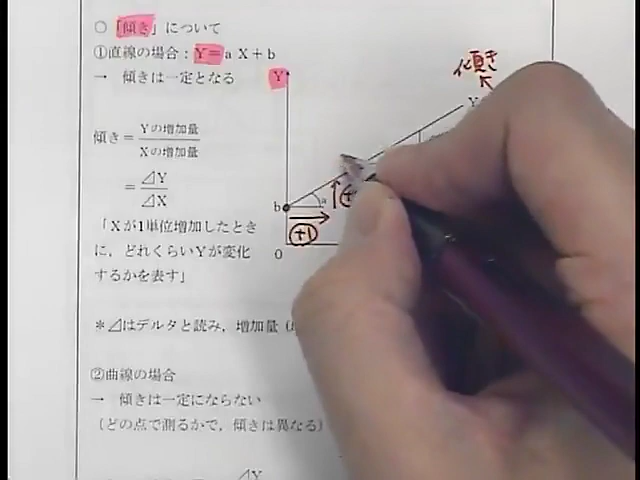 ○「傾き」について
①直線の場合：Y＝a X＋b
→ 傾きは一定となる
傾き＝Yの増加量/Xの増加量
＝⊿Y/⊿X
「Xが1単位増加したとき
に，どれくらいYが変化
するかを表す」
＊⊿はデルタと読み，増加量（
②曲線の場合
→ 傾きは一定にならない
（どの点で測るかで，傾きは異なる）
⊿Y
傾き
Y
Y
b
a
+1
0